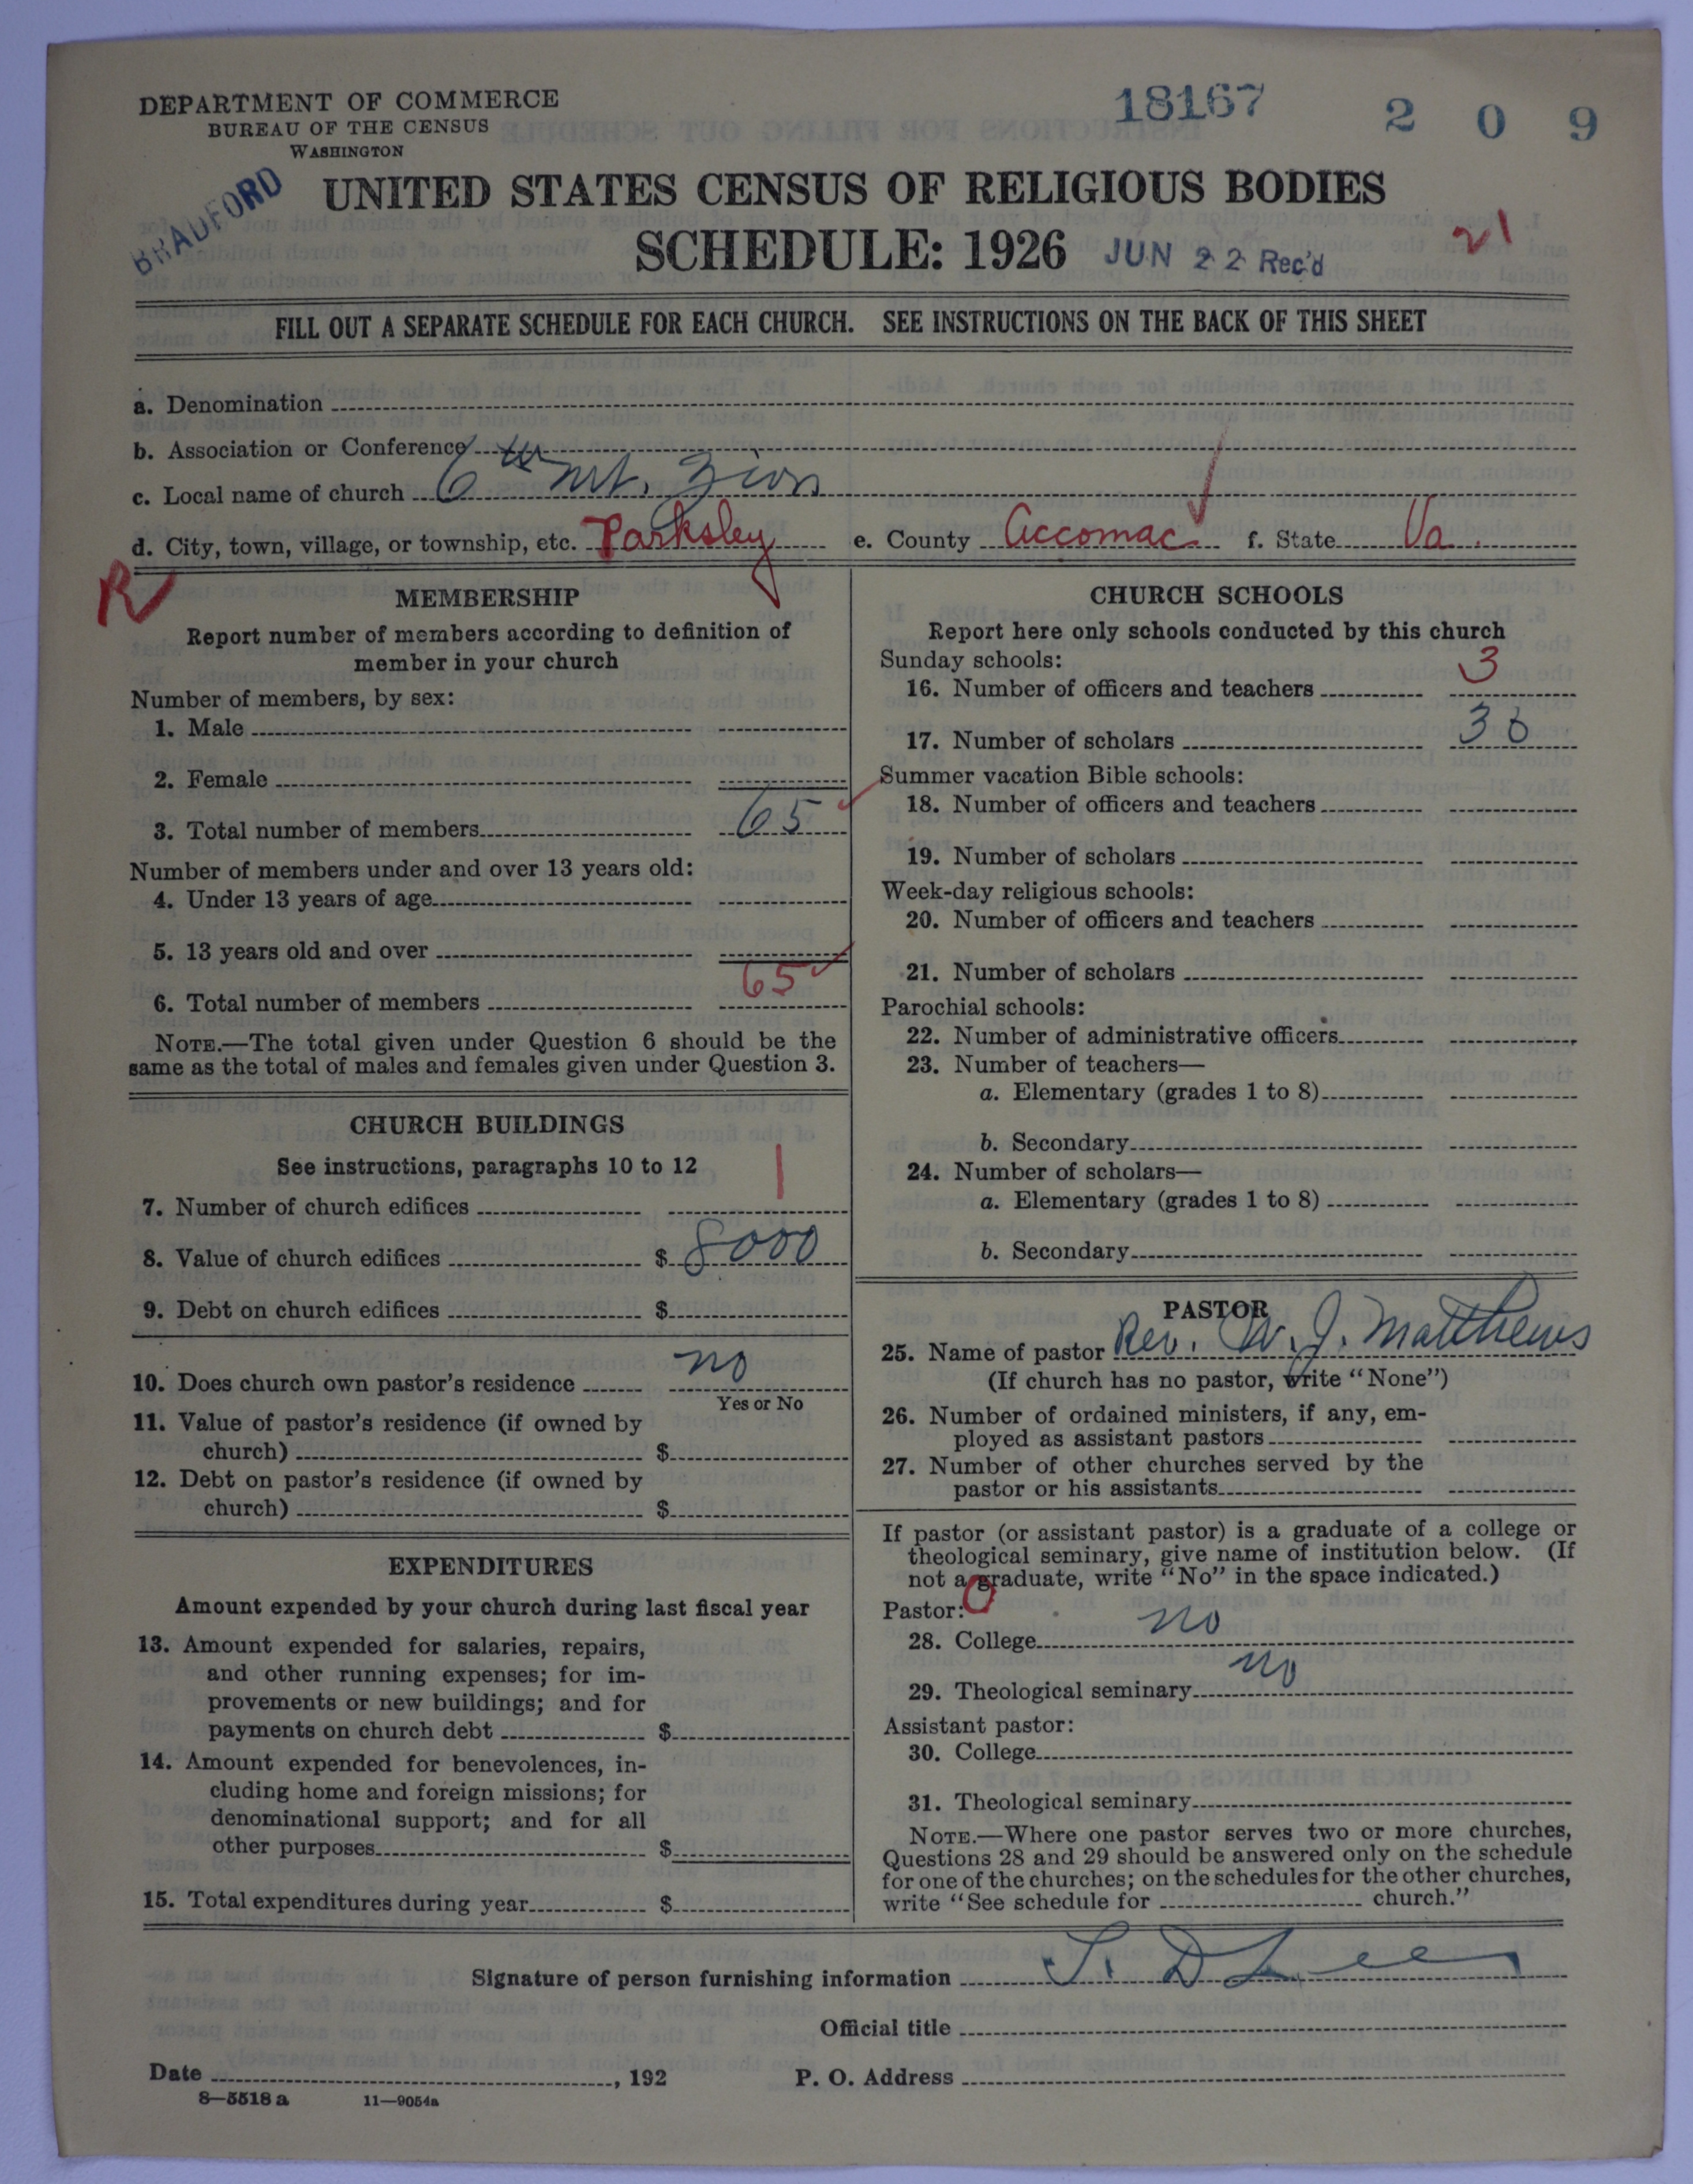 DEPARTMENT OF COMMERCE
BUREAU OF THE CENSUS
WASHINGTON
18167 2 0 9
BRADFORD
UNITED STATES CENSUS OF RELIGIOUS BODIES
SCHEDULE: 1926 JUN 22 Rec'd 21
FILL OUT A SEPARATE SCHEDULE FOR EACH CHURCH. SEE INSTRUCTIONS ON THE BACK OF THIS SHEET
a. Denomination
b. Association or Conference
c. Local name of church 6th Mt. Zion
d. City, town, village, or township, etc. Parksley e. County Accomac f. State Va.
R
MEMBERSHIP
Report number of members according to definition of
member in your church
Number of members, by sex:
1. Male
2. Female
3. Total number of members 65
Number of members under and over 13 years old:
4. Under 13 years of age
5. 13 years old and over
6. Total number of members 65
NOTE.—The total given under Question 6 should be the
same as the total of males and females given under Question 3.
CHURCH BUILDINGS
See instructions, paragraphs 10 to 12
7. Number of church edifices 1
8. Value of church edifices $ 8000
9. Debt on church edifices $
10. Does church own pastor's residence no
Yes or No
11. Value of pastor's residence (if owned by
church) $
12. Debt on pastor's residence (if owned by
church) $
EXPENDITURES
Amount expended by your church during last fiscal year
13. Amount expended for salaries, repairs,
and other running expenses; for im-
provements or new buildings; and for
payments on church debt $
14. Amount expended for benevolences, in-
cluding home and foreign missions; for
denominational support; and for all
other purposes $
15. Total expenditures during year $
CHURCH SCHOOLS
Report here only schools conducted by this church
Sunday schools:
16. Number of officers and teachers 3
17. Number of scholars 30
Summer vacation Bible schools:
18. Number of officers and teachers
19. Number of scholars
Week-day religious schools:
20. Number of officers and teachers
21. Number of scholars
Parochial schools:
22. Number of administrative officers
23. Number of teachers—
a. Elementary (grades 1 to 8)
b. Secondary
24. Number of scholars—
a. Elementary (grades 1 to 8)
b. Secondary
PASTOR
25. Name of pastor Rev. W. J. Matthews
(If church has no pastor, write "None")
26. Number of ordained ministers, if any, em-
ployed as assistant pastors
27. Number of other churches served by the
pastor or his assistants
If pastor (or assistant pastor) is a graduate of a college or
theological seminary, give name of institution below. (If
not a graduate, write "No" in the space indicated.)
Pastor: 0
28. College no
29. Theological seminary no
Assistant pastor:
30. College
31. Theological seminary
NOTE.—Where one pastor serves two or more churches,
Questions 28 and 29 should be answered only on the schedule
for one of the churches; on the schedules for the other churches,
write "See schedule for church."
Signature of person furnishing information S. D Lee
Official title
Date , 192 P. O. Address
8—5518 a 11—9054a